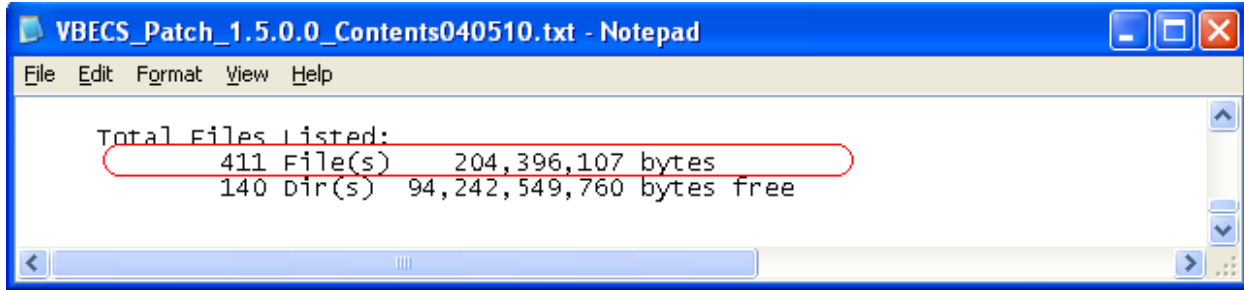 VBECS_Patch_1.5.0.0_Contents040510.txt - Notepad
File Edit Format View Help
Total Files Listed:
411 File(s) 204,396,107 bytes
140 Dir(s) 94,242,549,760 bytes free